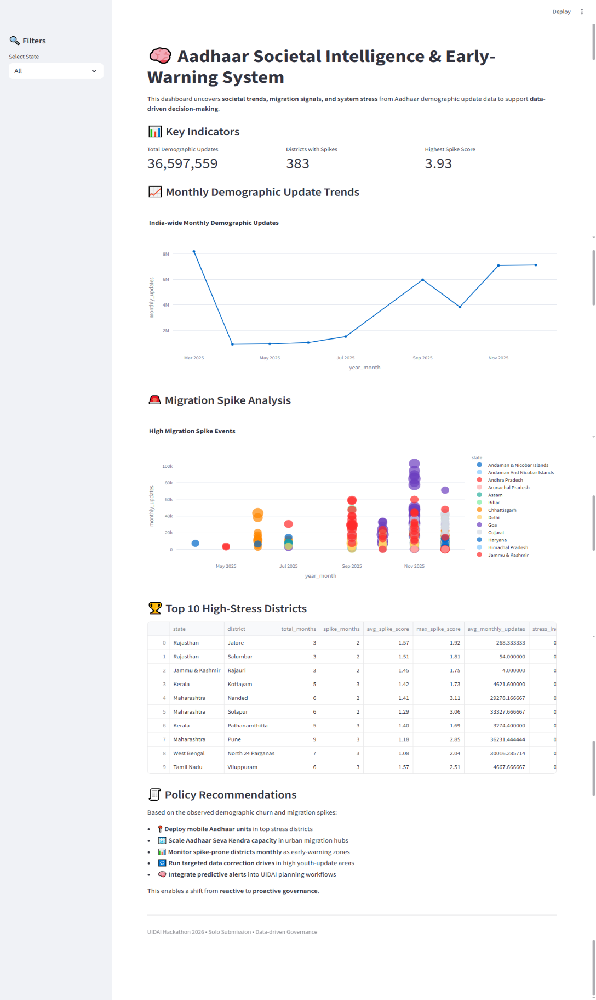 Deploy
Filters
Select State
All
Aadhaar Societal Intelligence & Early-
Warning System
This dashboard uncovers societal trends, migration signals, and system stress from Aadhaar demographic update data to support data-
driven decision-making.
Key Indicators
Total Demographic Updates
36,597,559
Districts with Spikes
383
Highest Spike Score
3.93
Monthly Demographic Update Trends
India-wide Monthly Demographic Updates
8M
6M
4M
2M
monthly_updates
Mar 2025 May 2025 Jul 2025 Sep 2025 Nov 2025
year_month
Migration Spike Analysis
High Migration Spike Events
100k
80k
60k
40k
20k
0
monthly_updates
May 2025 Jul 2025 Sep 2025 Nov 2025
year_month
state
Andaman & Nicobar Islands
Andaman And Nicobar Islands
Andhra Pradesh
Arunachal Pradesh
Assam
Bihar
Chhattisgarh
Delhi
Goa
Gujarat
Haryana
Himachal Pradesh
Jammu & Kashmir
Top 10 High-Stress Districts
state district total_months spike_months avg_spike_score max_spike_score avg_monthly_updates stress_in
0 Rajasthan Jalore 3 2 1.57 1.92 268.333333 0
1 Rajasthan Salumbar 3 2 1.51 1.81 54.000000 0
2 Jammu & Kashmir Rajauri 3 2 1.45 1.75 4.000000 0
3 Kerala Kottayam 5 3 1.42 1.73 4621.600000 0
4 Maharashtra Nanded 6 2 1.41 3.11 29278.166667 0
5 Maharashtra Solapur 6 2 1.29 3.06 33327.666667 0
6 Kerala Pathanamthitta 5 3 1.40 1.69 3274.400000 0
7 Maharashtra Pune 9 3 1.18 2.85 36231.444444 0
8 West Bengal North 24 Parganas 7 3 1.08 2.04 30016.285714 0
9 Tamil Nadu Viluppuram 6 3 1.57 2.51 4667.666667 0
Policy Recommendations
Based on the observed demographic churn and migration spikes:
• Deploy mobile Aadhaar units in top stress districts
• Scale Aadhaar Seva Kendra capacity in urban migration hubs
• Monitor spike-prone districts monthly as early-warning zones
• Run targeted data correction drives in high youth-update areas
• Integrate predictive alerts into UIDAI planning workflows
This enables a shift from reactive to proactive governance.
UIDAI Hackathon 2026 • Solo Submission • Data-driven Governance